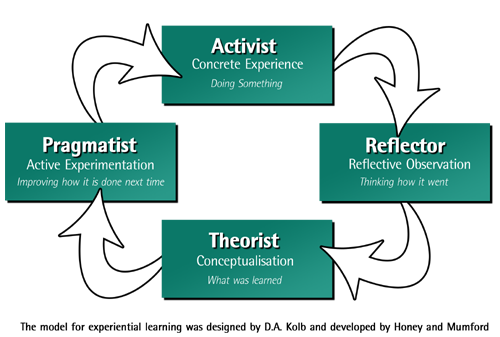 Activist
Concrete Experience
Doing Something
Pragmatist
Active Experimentation
Improving how it is done next time
Reflector
Reflective Observation
Thinking how it went
Theorist
Conceptualisation
What was learned
The model for experiential learning was designed by D.A. Kolb and developed by Honey and Mumford